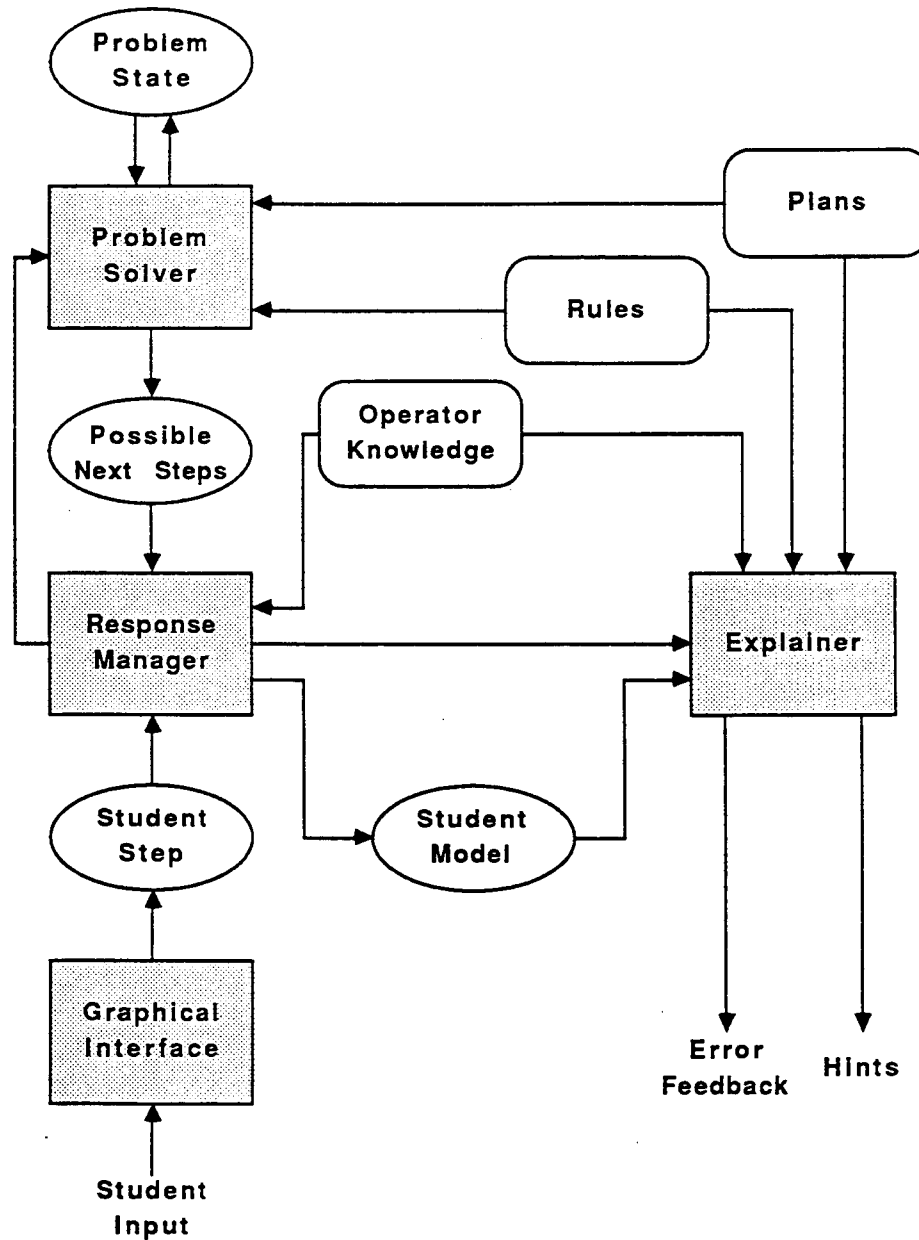 Problem
State
Plans
Problem
Solver
Rules
Operator
Knowledge
Possible
Next Steps
Response
Manager
Explainer
Student
Step
Student
Model
Graphical
Interface
Error
Feedback
Hints
Student
Input